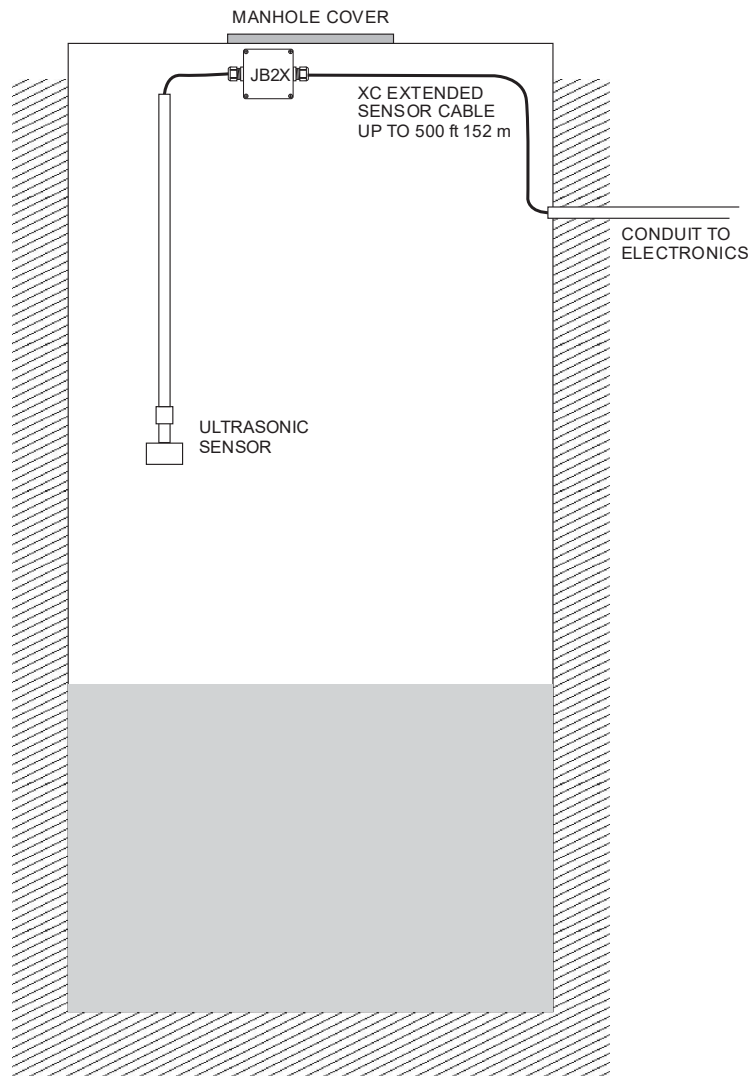 MANHOLE COVER
JB2X
XC EXTENDED
SENSOR CABLE
UP TO 500 ft 152 m
CONDUIT TO
ELECTRONICS
ULTRASONIC
SENSOR